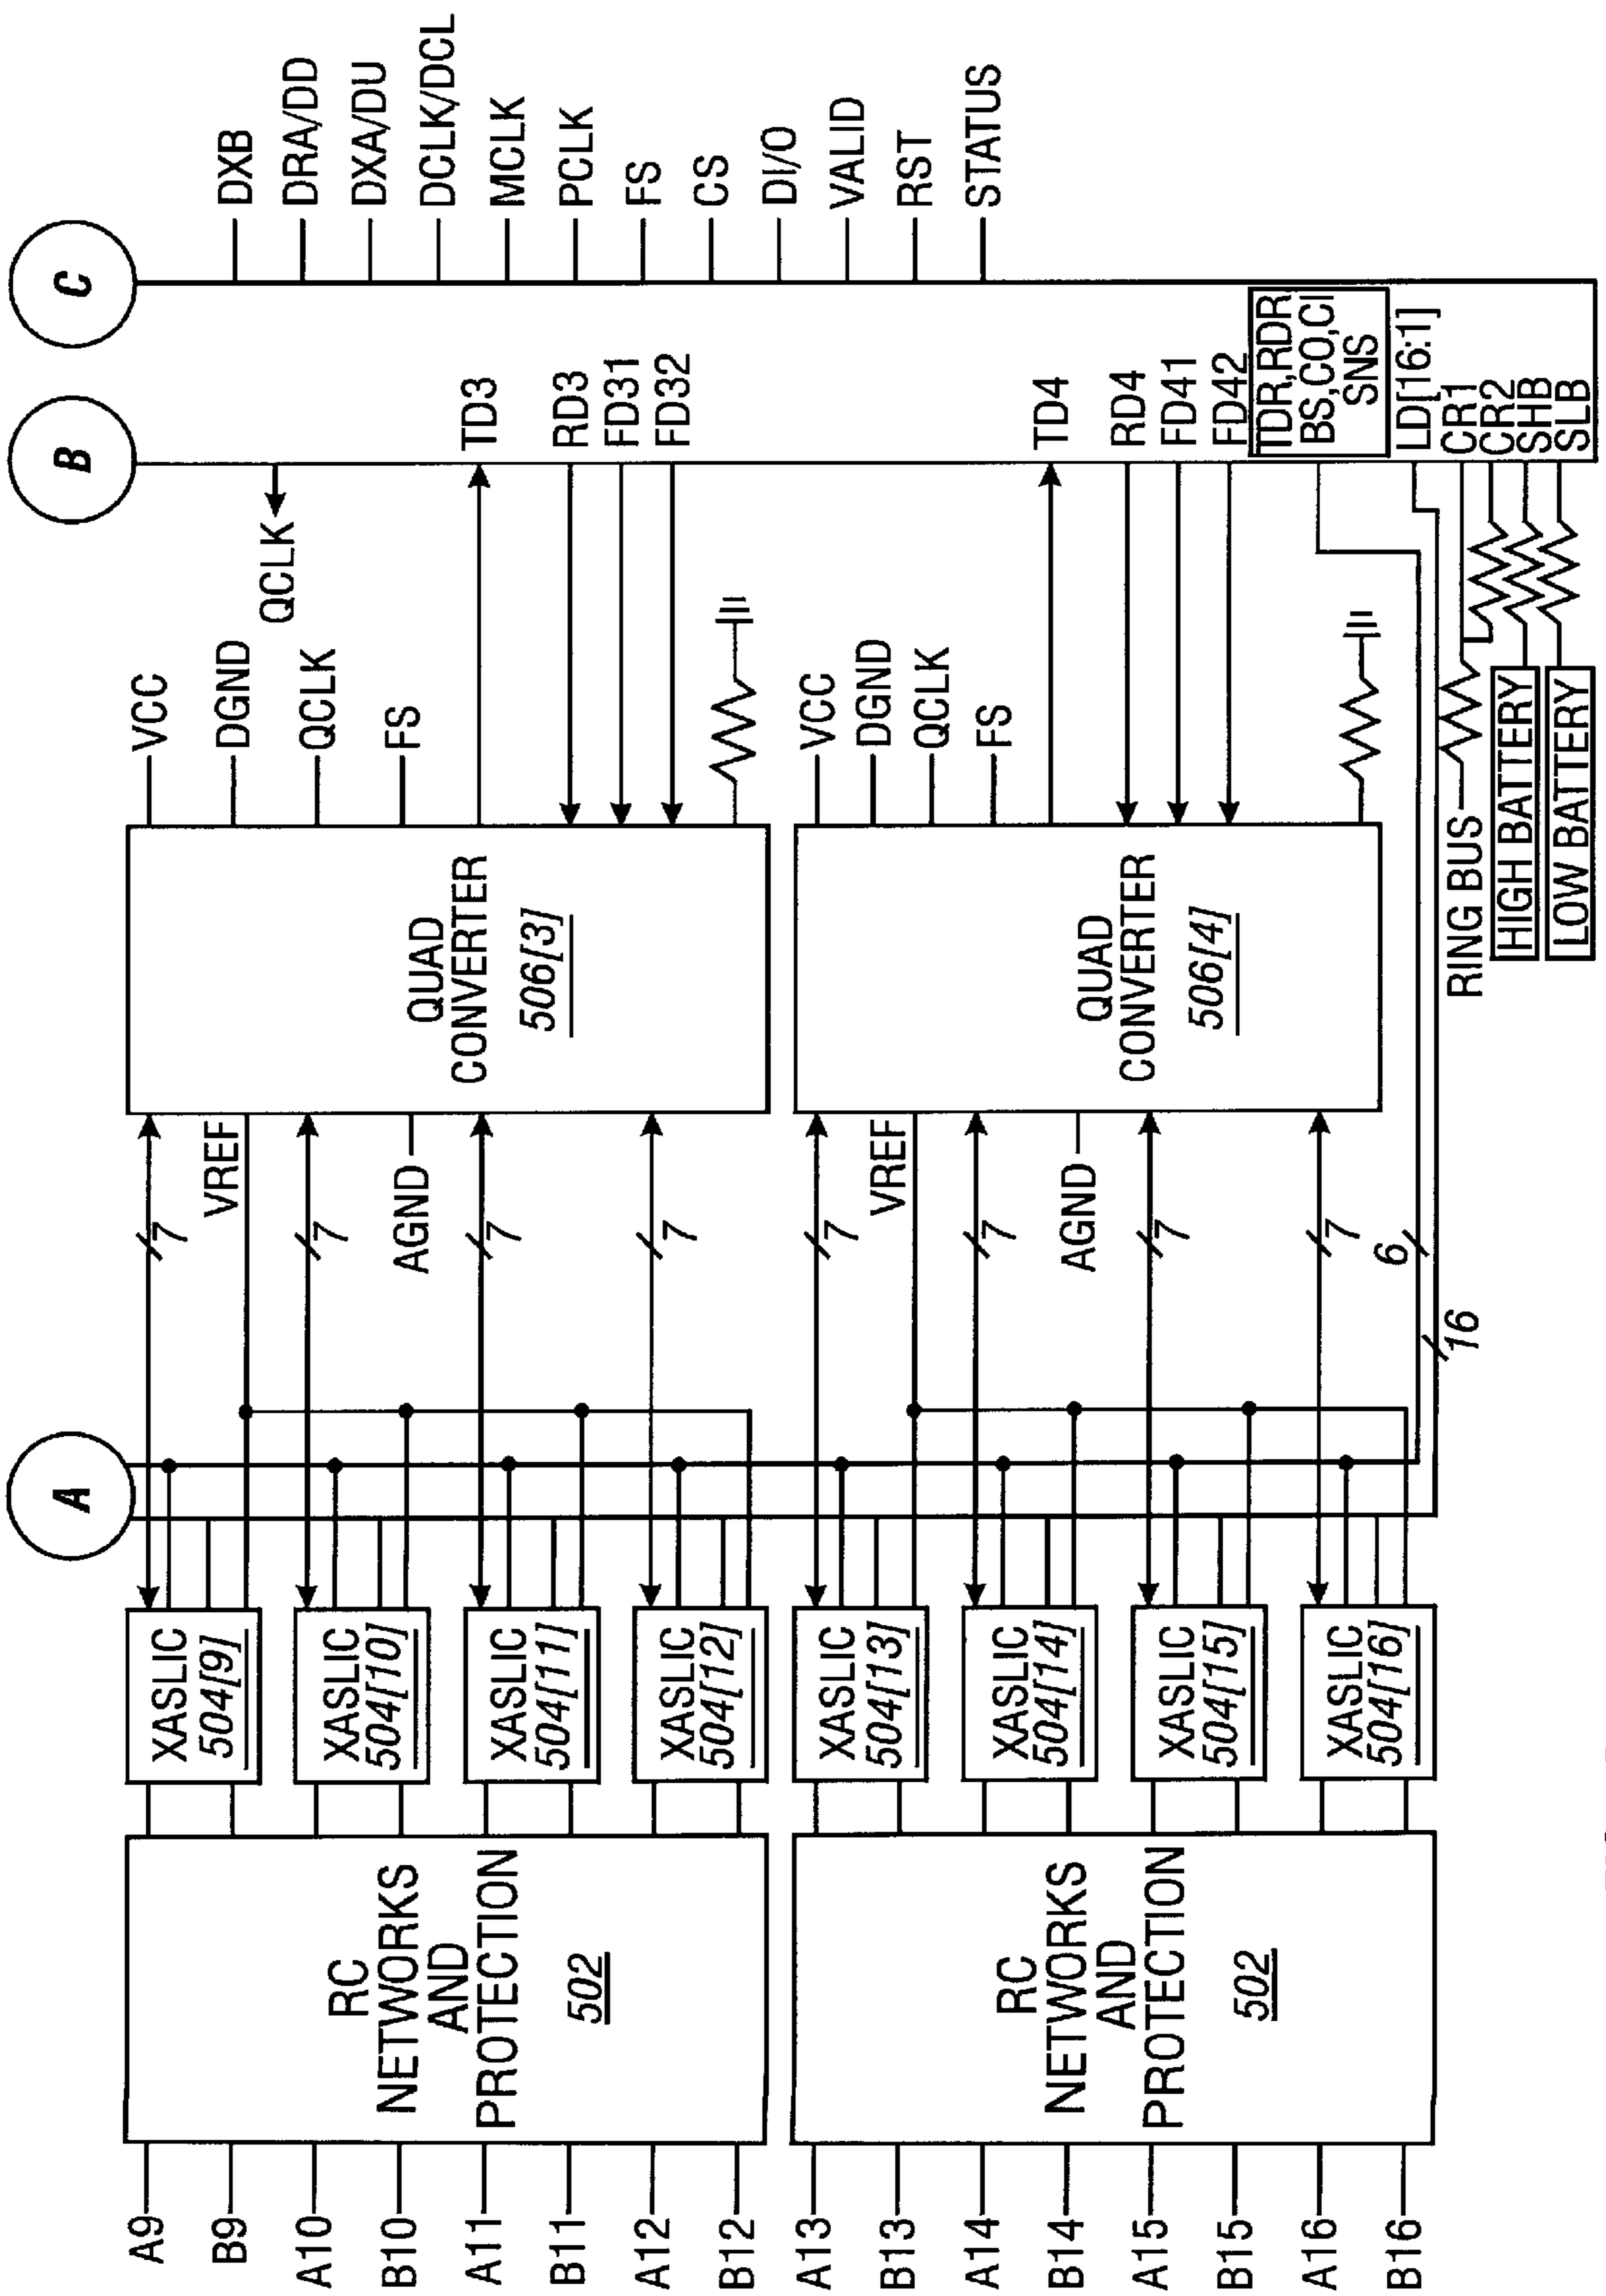 A
B
C
A9
B9
A10
B10
A11
B11
A12
B12
A13
B13
A14
B14
A15
B15
A16
B16
RC
NETWORKS
AND
PROTECTION
502
RC
NETWORKS
AND
PROTECTION
502
XASLIC
504[9]
XASLIC
504[10]
XASLIC
504[11]
XASLIC
504[12]
XASLIC
504[13]
XASLIC
504[14]
XASLIC
504[15]
XASLIC
504[16]
7
VREF
7
AGND
7
7
7
VREF
7
AGND
7
7
6
16
QUAD
CONVERTER
506[3]
QUAD
CONVERTER
506[4]
VCC
DGND
QCLK
FS
VCC
DGND
QCLK
FS
RING BUS
HIGH BATTERY
LOW BATTERY
QCLK
TD3
RD3
FD31
FD32
TD4
RD4
FD41
FD42
TDR,RDR
BS,CO,CI
SNS
LD[16:1]
CR1
CR2
SHB
SLB
DXB
DRA/DD
DXA/DU
DCLK/DCL
MCLK
PCLK
FS
CS
DI/O
VALID
RST
STATUS